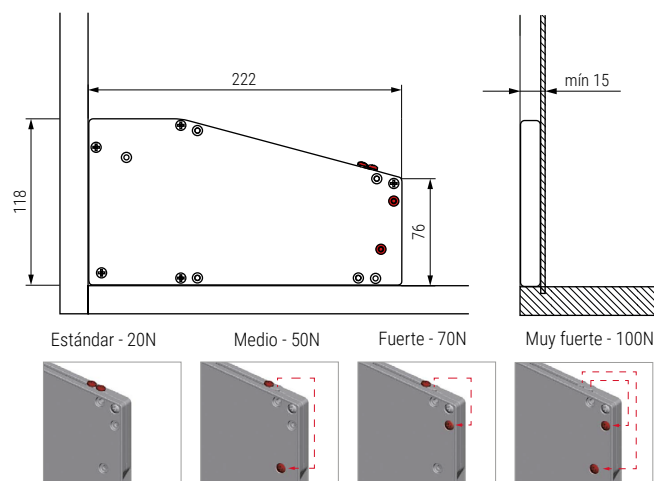 222
mín 15
118
76
Estándar - 20N
Medio - 50N
Fuerte - 70N
Muy fuerte - 100N